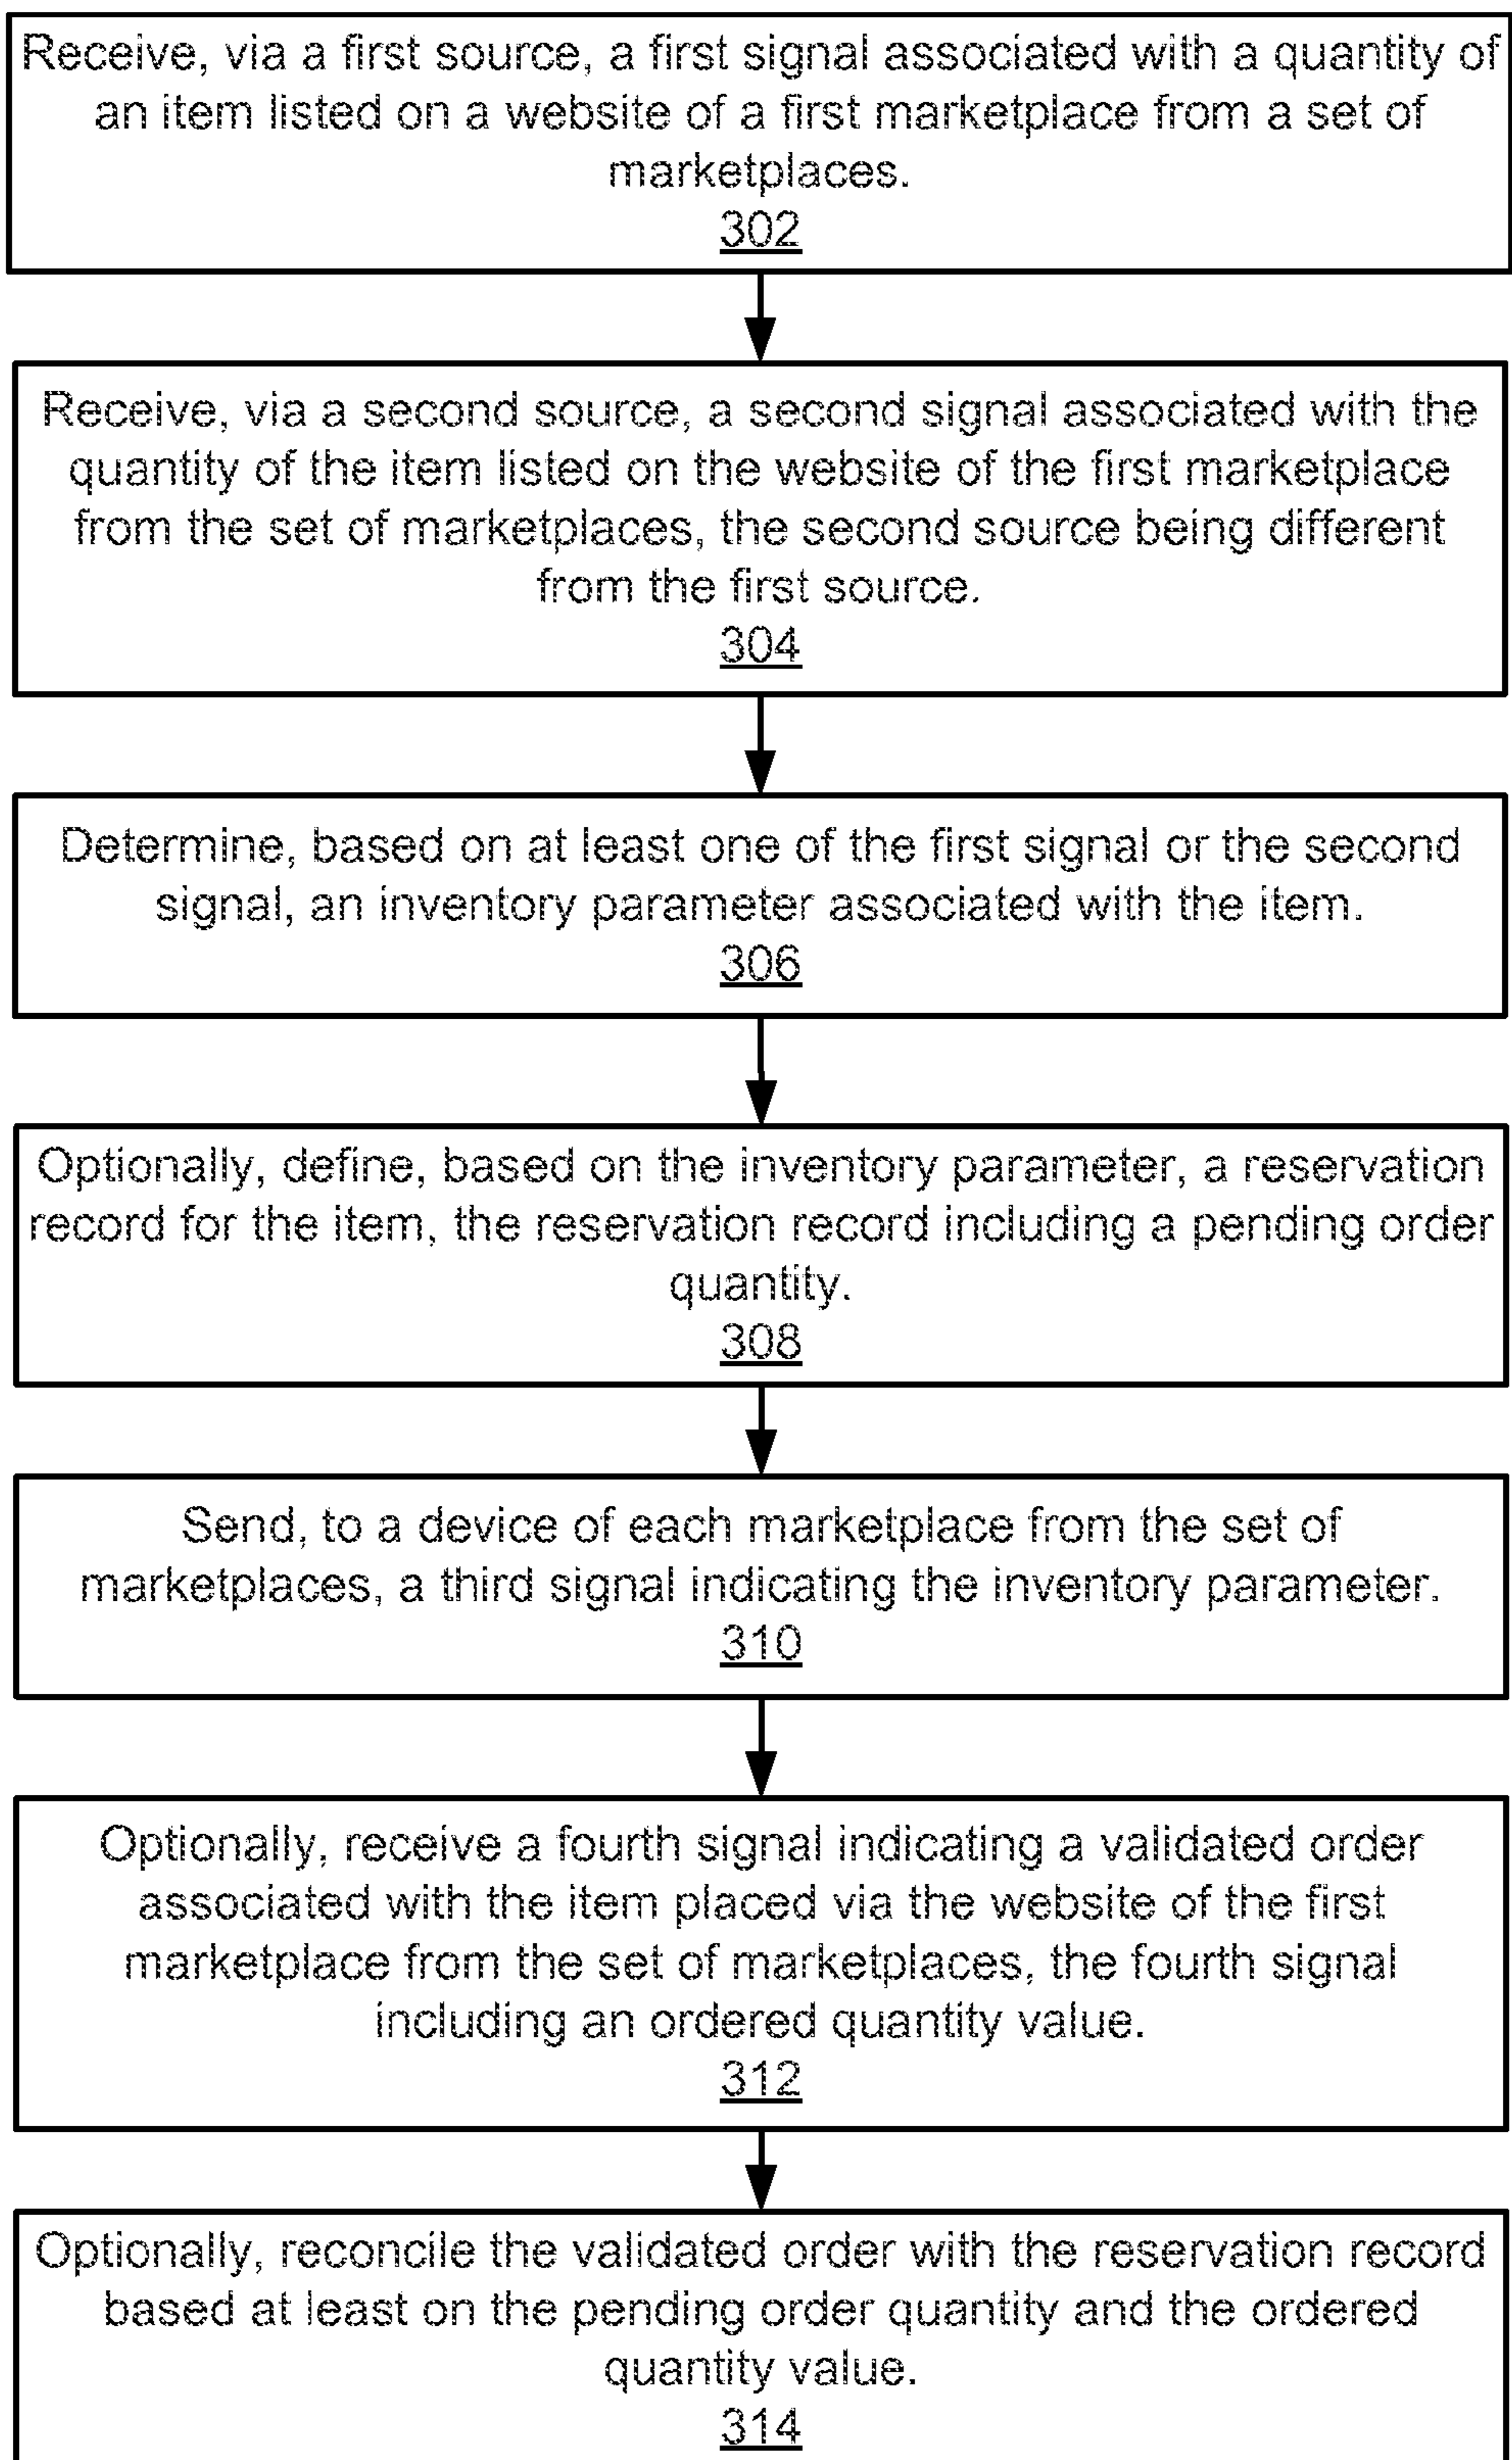 Receive, via a first source, a first signal associated with a quantity of
an item listed on a website of a first marketplace from a set of
marketplaces.
302
Receive, via a second source, a second signal associated with the
quantity of the item listed on the website of the first marketplace
from the set of marketplaces, the second source being different
from the first source.
304
Determine, based on at least one of the first signal or the second
signal, an inventory parameter associated with the item.
306
Optionally, define, based on the inventory parameter, a reservation
record for the item, the reservation record including a pending order
quantity.
308
Send, to a device of each marketplace from the set of
marketplaces, a third signal indicating the inventory parameter.
310
Optionally, receive a fourth signal indicating a validated order
associated with the item placed via the website of the first
marketplace from the set of marketplaces, the fourth signal
including an ordered quantity value.
312
Optionally, reconcile the validated order with the reservation record
based at least on the pending order quantity and the ordered
quantity value.
314